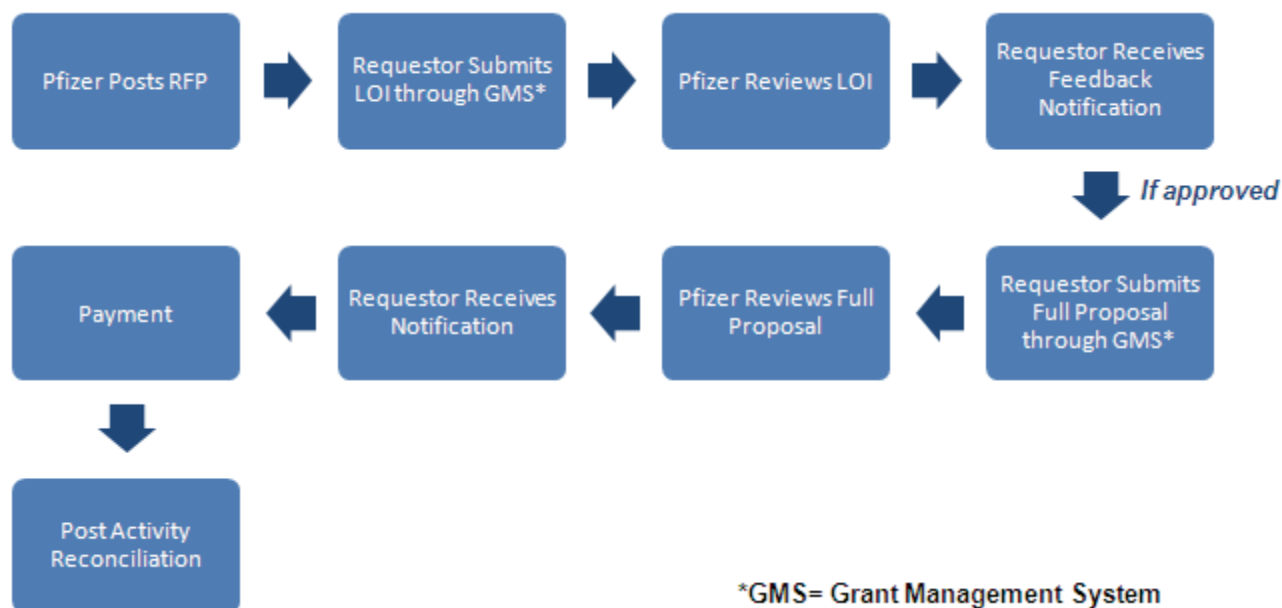 Pfizer Posts RFP
Requestor Submits
LOI through GMS*
Pfizer Reviews LOI
Requestor Receives
Feedback
Notification
If approved
Requestor Submits
Full Proposal
through GMS*
Pfizer Reviews Full
Proposal
Requestor Receives
Notification
Payment
Post Activity
Reconciliation
*GMS= Grant Management System